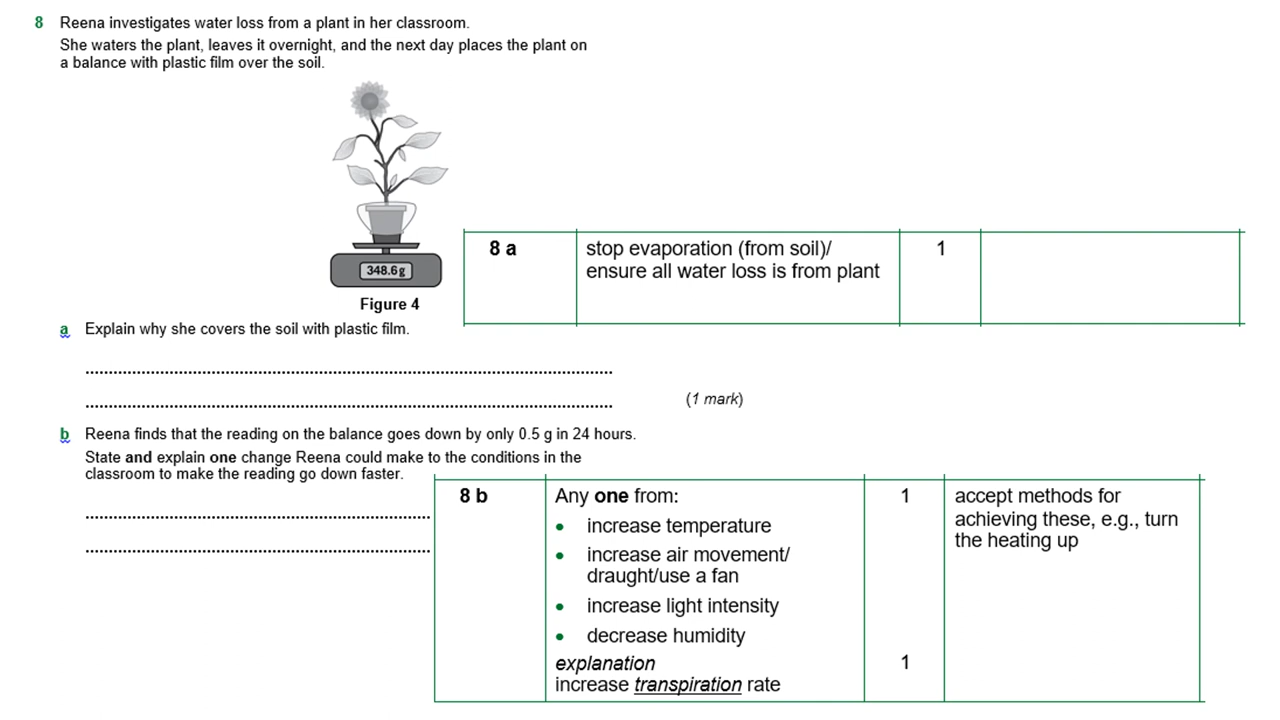 8 Reena investigates water loss from a plant in her classroom.
She waters the plant, leaves it overnight, and the next day places the plant on
a balance with plastic film over the soil.
348.6g
Figure 4
8 a stop evaporation (from soil)/ 1
ensure all water loss is from plant
a Explain why she covers the soil with plastic film.
(1 mark)
b Reena finds that the reading on the balance goes down by only 0.5 g in 24 hours.
State and explain one change Reena could make to the conditions in the
classroom to make the reading go down faster.
8 b Any one from: 1 accept methods for
• increase temperature achieving these, e.g., turn
the heating up
• increase air movement/
draught/use a fan
• increase light intensity
• decrease humidity
explanation 1
increase transpiration rate